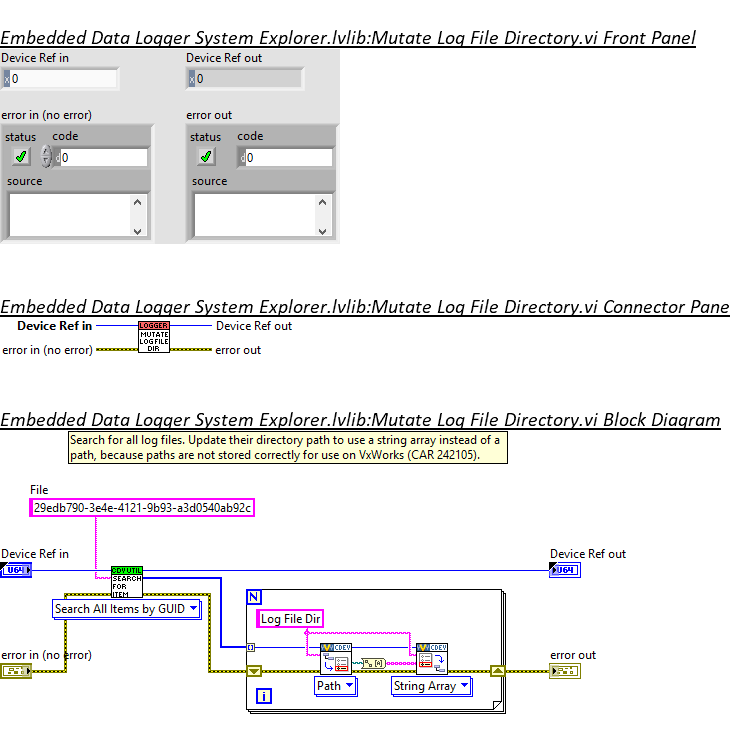 Embedded Data Logger System Explorer.lvlib:Mutate Log File Directory.vi Front Panel
Device Ref in
Device Ref out
x 0
x 0
error in (no error)
error out
status code
status code
d 0
d 0
source
source
Embedded Data Logger System Explorer.lvlib:Mutate Log File Directory.vi Connector Pane
Device Ref in
LOGGER
MUTATE
LOG FILE
DIR
Device Ref out
error in (no error)
error out
Embedded Data Logger System Explorer.lvlib:Mutate Log File Directory.vi Block Diagram
Search for all log files. Update their directory path to use a string array instead of a
path, because paths are not stored correctly for use on VxWorks (CAR 242105).
File
29edb790-3e4e-4121-9b93-a3d0540ab92c
Device Ref in
U64
CDV UTIL
SEARCH
FOR
ITEM
Device Ref out
U64
Search All Items by GUID
N
Log File Dir
CDEV
CDEV
error in (no error)
error out
Path
String Array
i